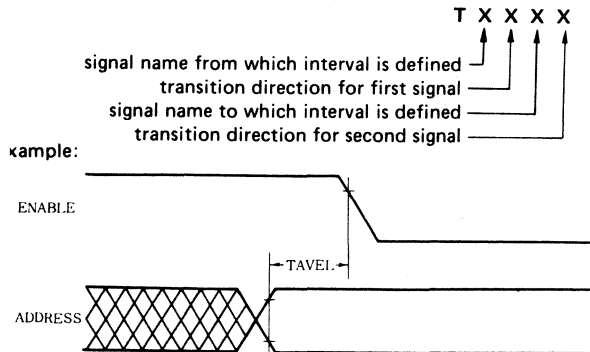 T X X X X
signal name from which interval is defined
transition direction for first signal
signal name to which interval is defined
transition direction for second signal
xample:
ENABLE
TAVEL
ADDRESS